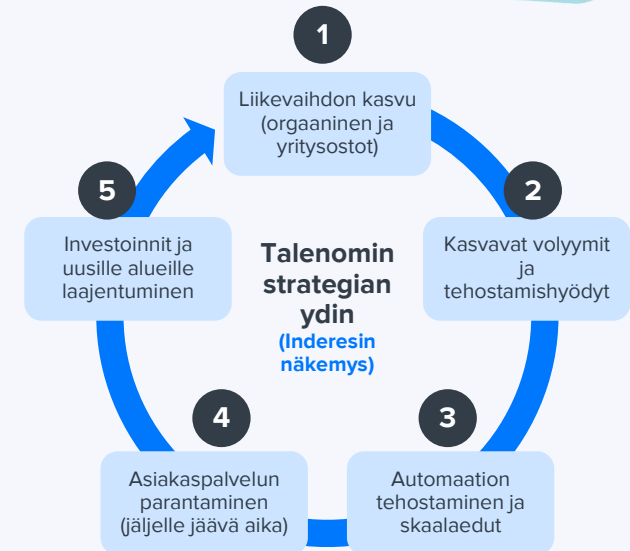 1
Liikevaihdon kasvu
(orgaaninen ja
yritysostot)
2
Kasvavat volyymit
ja
tehostamishyödyt
3
Automaation
tehostaminen ja
skaalaedut
4
Asiakaspalvelun
parantaminen
(jäljelle jäävä aika)
5
Investoinnit ja
uusille alueille
laajentuminen
Talenomin
strategian
ydin
(Inderesin
näkemys)